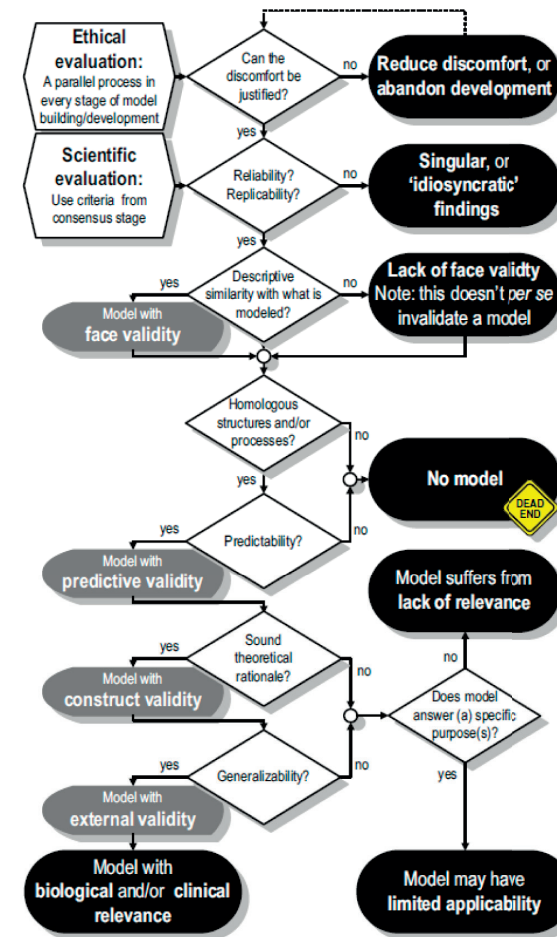 Ethical
evaluation:
A parallel process in
every stage of model
building/development
Can the
discomfort be
justified?
no
Reduce discomfort, or
abandon development
yes
Scientific
evaluation:
Use criteria from
consensus stage
Reliability?
Replicability?
no
Singular, or
‘idiosyncratic’
findings
yes
yes
Descriptive
similarity with what is
modeled?
no
Lack of face validty
Note: this doesn’t per se
invalidate a model
Model with
face validity
Homologous
structures and/or
processes?
no
yes
No model
DEAD
END
yes
Predictability?
no
Model with
predictive validity
Model suffers from
lack of relevance
yes
Sound
theoretical
rationale?
no
no
Model with
construct validity
Does model
answer (a) specific
purpose(s)?
yes
Generalizability?
no
yes
Model with
external validity
Model with
biological and/or clinical
relevance
Model may have
limited applicability